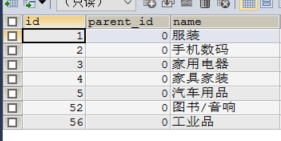 (只读)
id parent_id name
1 0 服装
2 0 手机数码
3 0 家用电器
4 0 家具家装
5 0 汽车用品
52 0 图书/音响
56 0 工业品